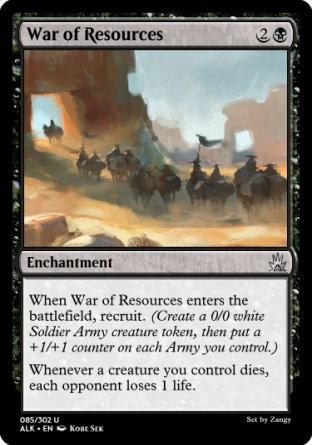 War of Resources 2
Enchantment
When War of Resources enters the
battlefield, recruit. (Create a 0/0 white
Soldier Army creature token, then put a
+1/+1 counter on each Army you control.)
Whenever a creature you control dies,
each opponent loses 1 life.
085/302 U
Set by Zangy
ALK • EN Kobe Sek